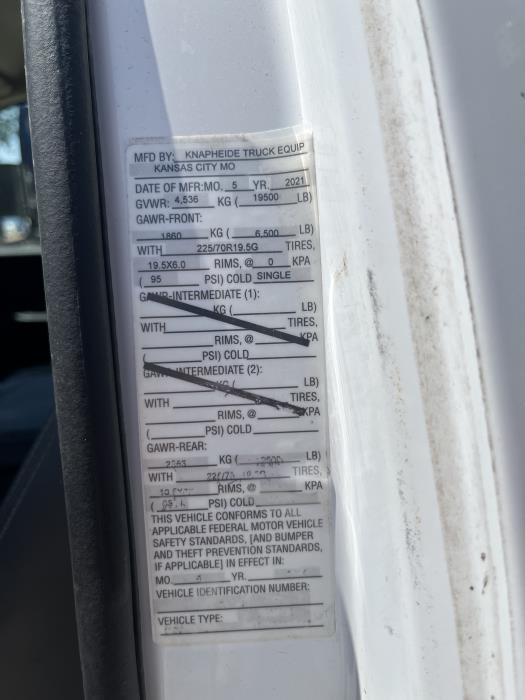 MFD BY: KNAPHEIDE TRUCK EQUIP
KANSAS CITY MO
DATE OF MFR:MO. 5 YR. 2021
GVWR: 4,536 KG ( 19500 LB)
GAWR-FRONT:
1860 KG ( 6,500 LB)
WITH 225/70R19.5G TIRES,
19.5X6.0 RIMS, @ 0 KPA
( 95 PSI) COLD SINGLE
GAWR-INTERMEDIATE (1):
KG ( LB)
WITH TIRES,
RIMS, @ KPA
( PSI) COLD
GAWR-INTERMEDIATE (2):
KG ( LB)
WITH TIRES,
RIMS, @ KPA
( PSI) COLD
GAWR-REAR:
KG ( LB)
WITH TIRES,
RIMS, @ KPA
( PSI) COLD
THIS VEHICLE CONFORMS TO ALL
APPLICABLE FEDERAL MOTOR VEHICLE
SAFETY STANDARDS, [AND BUMPER
AND THEFT PREVENTION STANDARDS,
IF APPLICABLE] IN EFFECT IN:
MO. YR.
VEHICLE IDENTIFICATION NUMBER:
VEHICLE TYPE: